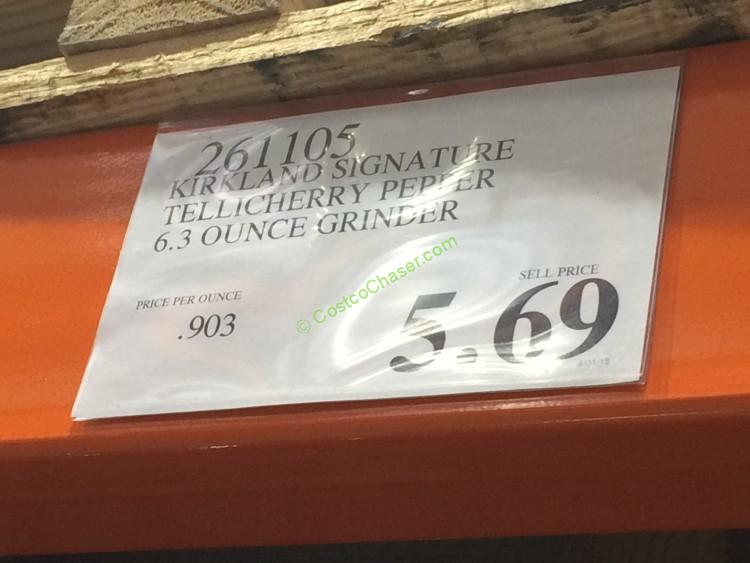 261105
KIRKLAND SIGNATURE
TELLICHERRY PEPPER
6.3 OUNCE GRINDER
PRICE PER OUNCE
.903
SELL PRICE
5.69
© CostcoChaser.com